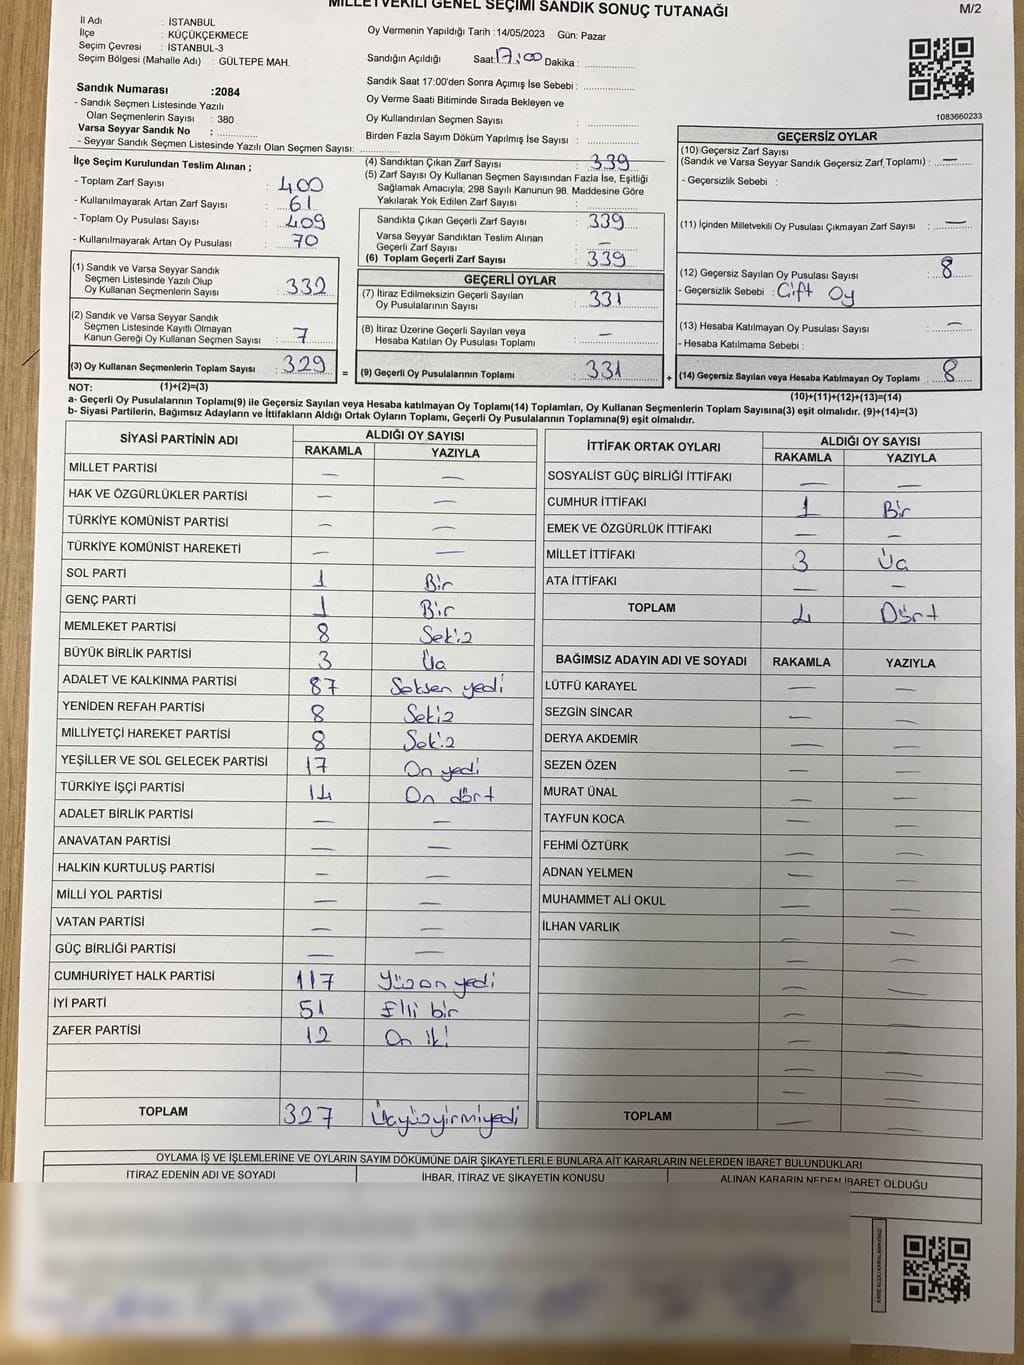 MİLLETVEKİLİ GENEL SEÇİMİ SANDIK SONUÇ TUTANAĞI
M/2
İl Adı : İSTANBUL
İlçe : KÜÇÜKÇEKMECE
Seçim Çevresi : İSTANBUL-3
Seçim Bölgesi (Mahalle Adı) : GÜLTEPE MAH.
Sandık Numarası :2084
- Sandık Seçmen Listesinde Yazılı
Olan Seçmenlerin Sayısı : 380
Varsa Seyyar Sandık No :
- Seyyar Sandık Seçmen Listesinde Yazılı Olan Seçmen Sayısı:
Oy Vermenin Yapıldığı Tarih :14/05/2023 Gün: Pazar
Sandığın Açıldığı Saat: 17:00 Dakika :
Sandık Saat 17:00'den Sonra Açımış İse Sebebi :
Oy Verme Saati Bitiminde Sırada Bekleyen ve
Oy Kullandırılan Seçmen Sayısı :
Birden Fazla Sayım Döküm Yapılmış İse Sayısı :
1083660233
İlçe Seçim Kurulundan Teslim Alınan ;
- Toplam Zarf Sayısı : 400
- Kullanılmayarak Artan Zarf Sayısı : 61
- Toplam Oy Pusulası Sayısı : 409
- Kullanılmayarak Artan Oy Pusulası : 70
(1) Sandık ve Varsa Seyyar Sandık
Seçmen Listesinde Yazılı Olup
Oy Kullanan Seçmenlerin Sayısı : 332
(2) Sandık ve Varsa Seyyar Sandık
Seçmen Listesinde Kayıtlı Olmayan
Kanun Gereği Oy Kullanan Seçmen Sayısı : 7
(3) Oy Kullanan Seçmenlerin Toplam Sayısı : 329
(4) Sandıktan Çıkan Zarf Sayısı : 339
(5) Zarf Sayısı Oy Kullanan Seçmen Sayısından Fazla İse, Eşitliği
Sağlamak Amacıyla; 298 Sayılı Kanunun 98. Maddesine Göre
Yakılarak Yok Edilen Zarf Sayısı :
Sandıkta Çıkan Geçerli Zarf Sayısı : 339
Varsa Seyyar Sandıktan Teslim Alınan
Geçerli Zarf Sayısı : –
(6) Toplam Geçerli Zarf Sayısı : 339
GEÇERLİ OYLAR
(7) İtiraz Edilmeksizin Geçerli Sayılan
Oy Pusulalarının Sayısı : 331
(8) İtiraz Üzerine Geçerli Sayılan veya
Hesaba Katılan Oy Pusulası Toplamı : –
= (9) Geçerli Oy Pusulalarının Toplamı : 331
GEÇERSİZ OYLAR
(10) Geçersiz Zarf Sayısı
(Sandık ve Varsa Seyyar Sandık Geçersiz Zarf Toplamı) : –
- Geçersizlik Sebebi :
(11) İçinden Milletvekili Oy Pusulası Çıkmayan Zarf Sayısı : –
(12) Geçersiz Sayılan Oy Pusulası Sayısı : 8
- Geçersizlik Sebebi : Çift Oy
(13) Hesaba Katılmayan Oy Pusulası Sayısı : –
- Hesaba Katılmama Sebebi :
+ (14) Geçersiz Sayılan veya Hesaba Katılmayan Oy Toplamı : 8
NOT: (1)+(2)=(3)
(10)+(11)+(12)+(13)=(14)
a- Geçerli Oy Pusulalarının Toplamı(9) ile Geçersiz Sayılan veya Hesaba katılmayan Oy Toplamı(14) Toplamları, Oy Kullanan Seçmenlerin Toplam Sayısına(3) eşit olmalıdır. (9)+(14)=(3)
b- Siyasi Partilerin, Bağımsız Adayların ve İttifakların Aldığı Ortak Oyların Toplamı, Geçerli Oy Pusulalarının Toplamına(9) eşit olmalıdır.
SİYASİ PARTİNİN ADI
ALDIĞI OY SAYISI
RAKAMLA YAZIYLA
MİLLET PARTİSİ – –
HAK VE ÖZGÜRLÜKLER PARTİSİ – –
TÜRKİYE KOMÜNİST PARTİSİ – –
TÜRKİYE KOMÜNİST HAREKETİ – –
SOL PARTİ 1 Bir
GENÇ PARTİ 1 Bir
MEMLEKET PARTİSİ 8 Sekiz
BÜYÜK BİRLİK PARTİSİ 3 Üç
ADALET VE KALKINMA PARTİSİ 87 Seksen yedi
YENİDEN REFAH PARTİSİ 8 Sekiz
MİLLİYETÇİ HAREKET PARTİSİ 8 Sekiz
YEŞİLLER VE SOL GELECEK PARTİSİ 17 On yedi
TÜRKİYE İŞÇİ PARTİSİ 14 On dört
ADALET BİRLİK PARTİSİ – –
ANAVATAN PARTİSİ – –
HALKIN KURTULUŞ PARTİSİ – –
MİLLİ YOL PARTİSİ – –
VATAN PARTİSİ – –
GÜÇ BİRLİĞİ PARTİSİ – –
CUMHURİYET HALK PARTİSİ 117 Yüzon yedi
İYİ PARTİ 51 Elli bir
ZAFER PARTİSİ 12 On iki
TOPLAM 327 Üçyüzyirmiyedi
İTTİFAK ORTAK OYLARI
ALDIĞI OY SAYISI
RAKAMLA YAZIYLA
SOSYALİST GÜÇ BİRLİĞİ İTTİFAKI – –
CUMHUR İTTİFAKI 1 Bir
EMEK VE ÖZGÜRLÜK İTTİFAKI – –
MİLLET İTTİFAKI 3 Üç
ATA İTTİFAKI – –
TOPLAM 4 Dört
BAĞIMSIZ ADAYIN ADI VE SOYADI RAKAMLA YAZIYLA
LÜTFÜ KARAYEL – –
SEZGİN SİNCAR – –
DERYA AKDEMİR – –
SEZEN ÖZEN – –
MURAT ÜNAL – –
TAYFUN KOCA – –
FEHMİ ÖZTÜRK – –
ADNAN YELMEN – –
MUHAMMET ALİ OKUL – –
İLHAN VARLIK – –
TOPLAM – –
OYLAMA İŞ VE İŞLEMLERİNE VE OYLARIN SAYIM DÖKÜMÜNE DAİR ŞİKAYETLERLE BUNLARA AİT KARARLARIN NELERDEN İBARET BULUNDUKLARI
İTİRAZ EDENİN ADI VE SOYADI
İHBAR, İTİRAZ VE ŞİKAYETİN KONUSU
ALINAN KARARIN NEDEN İBARET OLDUĞU